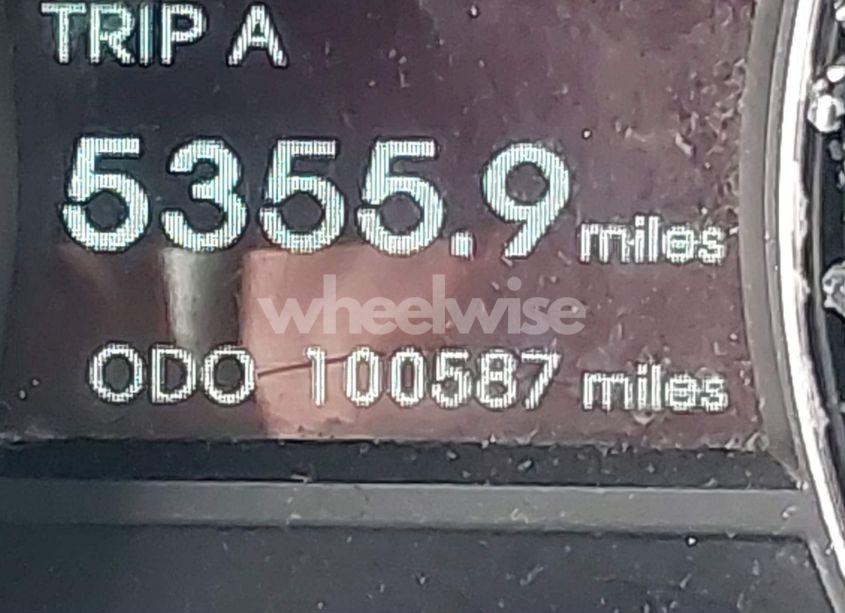 TRIP A
5355.9 miles
wheelwise
ODO 100587 miles